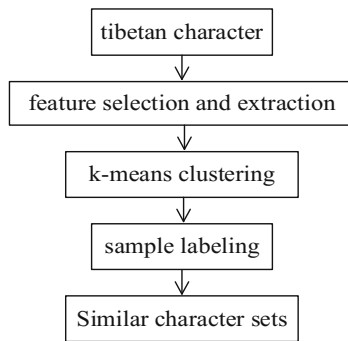 tibetan character
feature selection and extraction
k-means clustering
sample labeling
Similar character sets